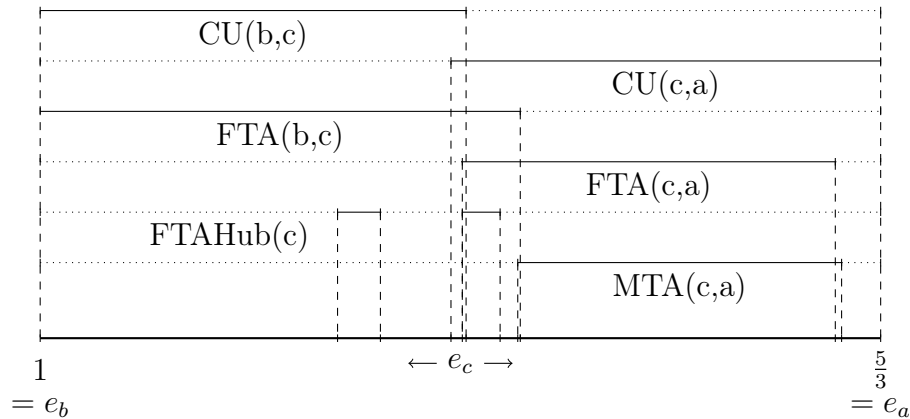 CU(b,c)
CU(c,a)
FTA(b,c)
FTA(c,a)
FTAHub(c)
MTA(c,a)
← e_c →
1 5/3
= e_b = e_a